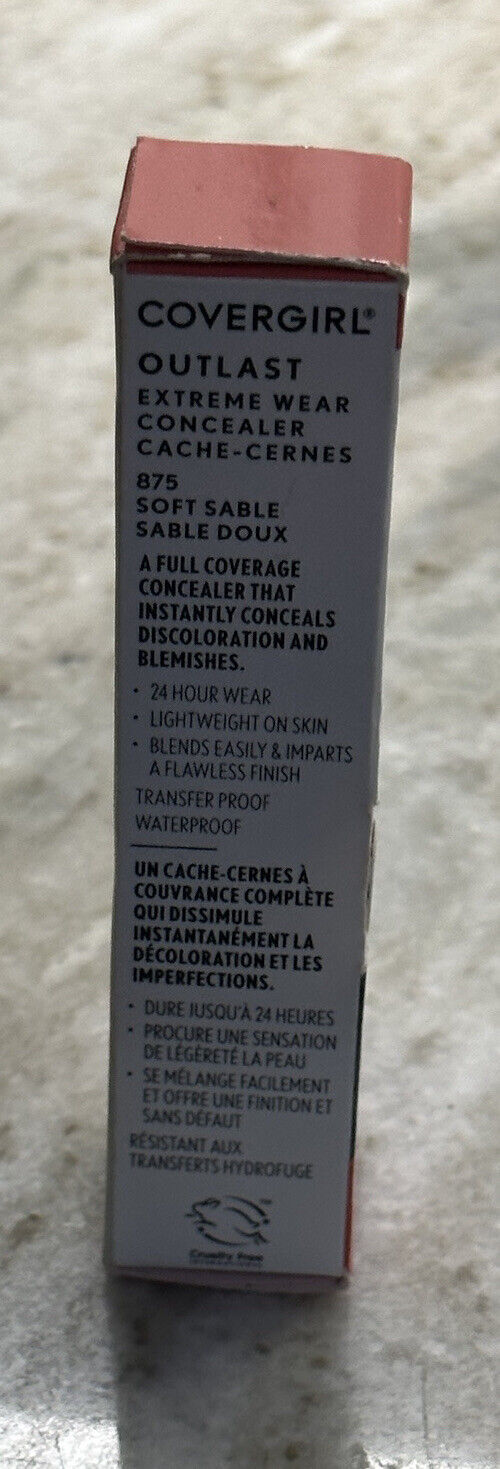 COVERGIRL®
OUTLAST
EXTREME WEAR
CONCEALER
CACHE-CERNES
875
SOFT SABLE
SABLE DOUX
A FULL COVERAGE
CONCEALER THAT
INSTANTLY CONCEALS
DISCOLORATION AND
BLEMISHES.
• 24 HOUR WEAR
• LIGHTWEIGHT ON SKIN
• BLENDS EASILY & IMPARTS
A FLAWLESS FINISH
TRANSFER PROOF
WATERPROOF
UN CACHE-CERNES À
COUVRANCE COMPLÈTE
QUI DISSIMULE
INSTANTANÉMENT LA
DÉCOLORATION ET LES
IMPERFECTIONS.
• DURE JUSQU'À 24 HEURES
• PROCURE UNE SENSATION
DE LÉGÈRETÉ LA PEAU
• SE MÉLANGE FACILEMENT
ET OFFRE UNE FINITION ET
SANS DÉFAUT
RÉSISTANT AUX
TRANSFERTS HYDROFUGE
™
Cruelty Free
INTERNATIONAL